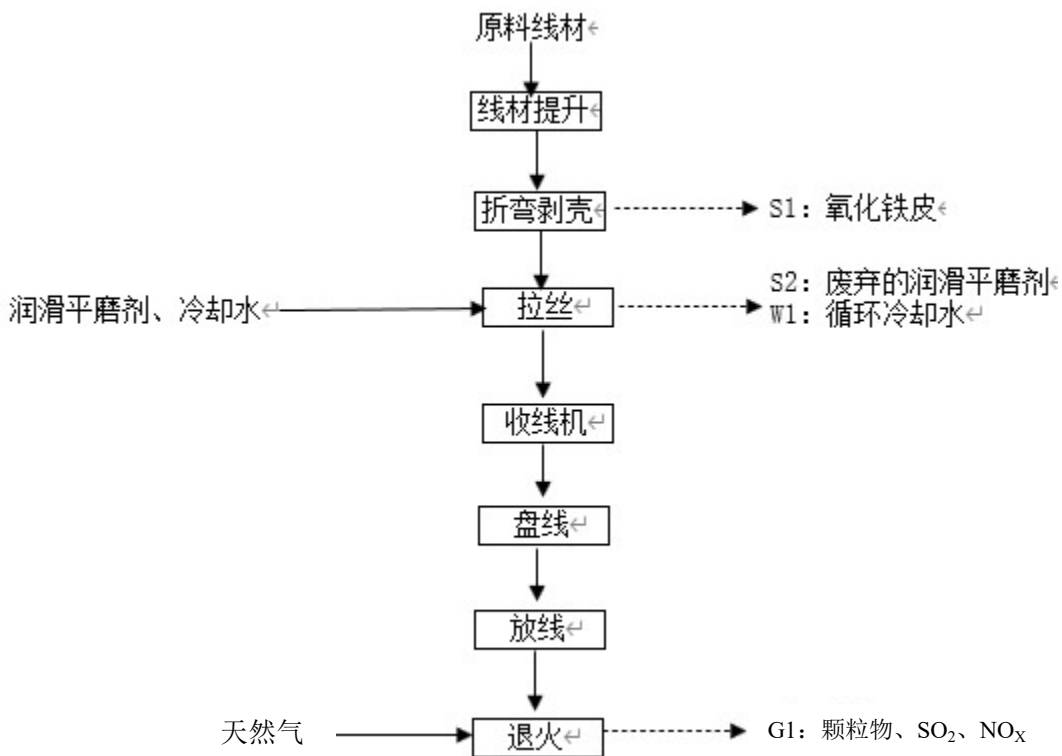 原料线材
线材提升
折弯剥壳
S1：氧化铁皮
S2：废弃的润滑平磨剂
润滑平磨剂、冷却水
拉丝
W1：循环冷却水
收线机
盘线
放线
天然气
退火
G1：颗粒物、SO₂、NOX